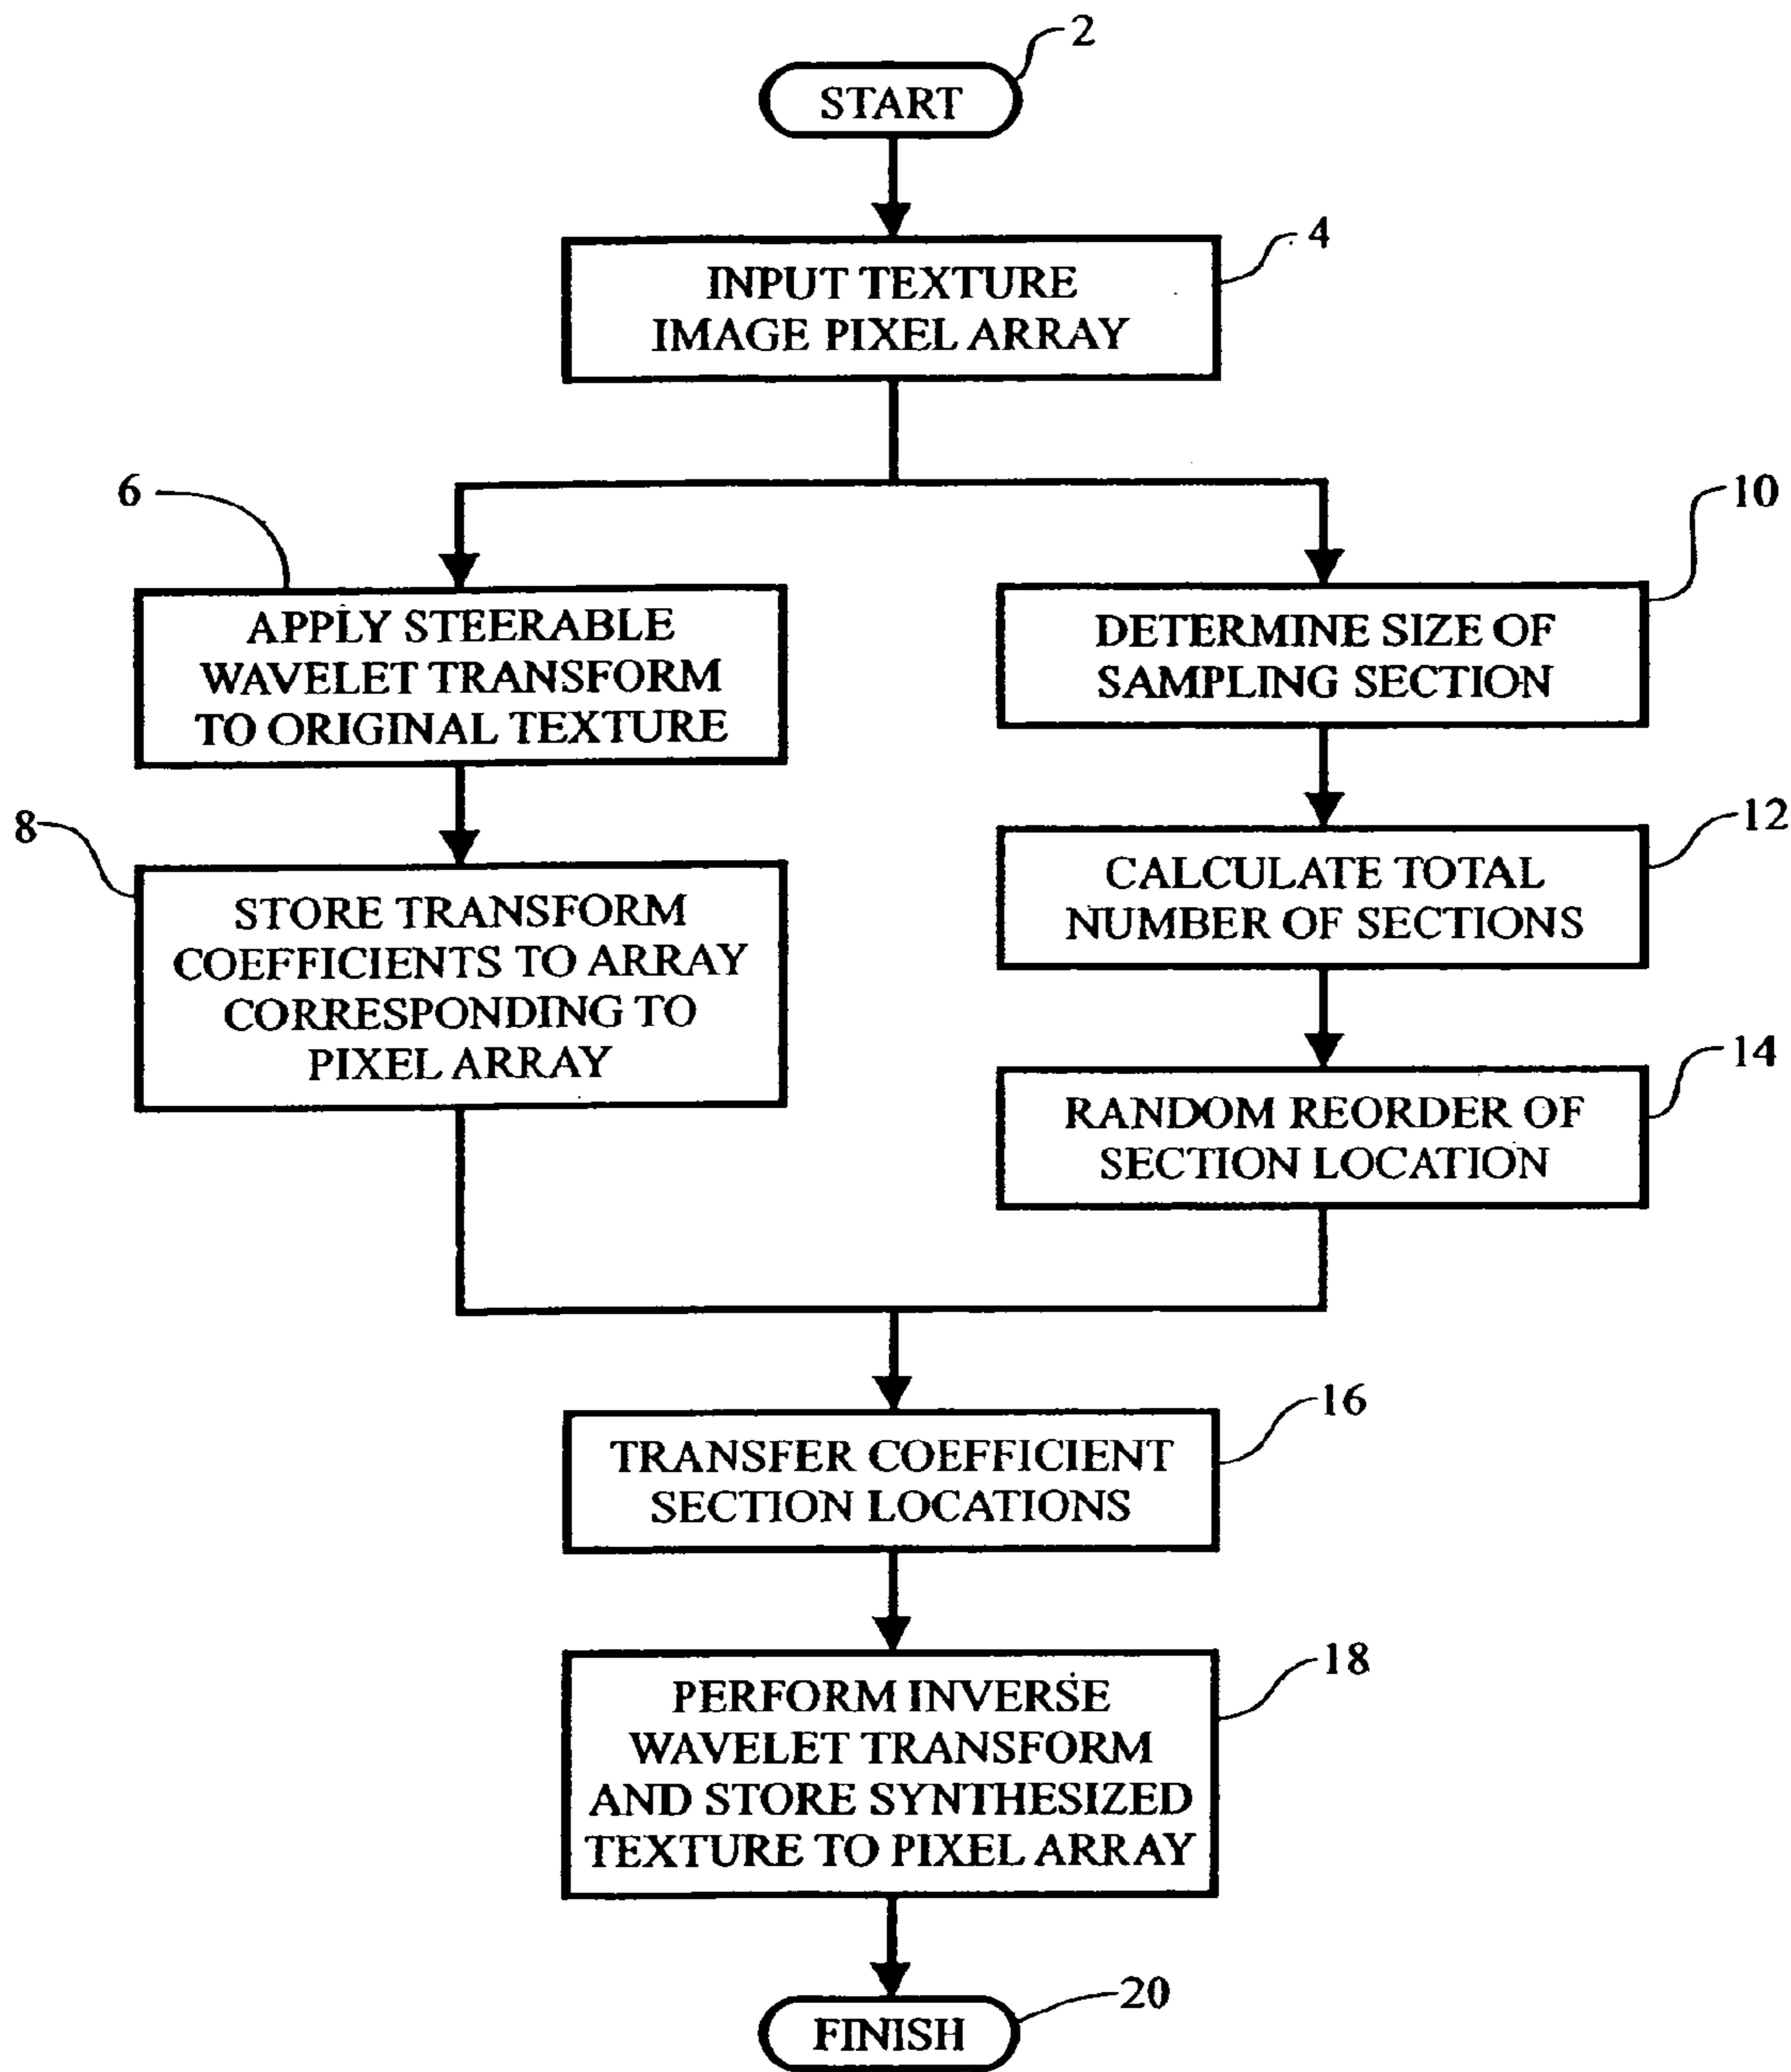 2
START
4
INPUT TEXTURE
IMAGE PIXEL ARRAY
6
APPLY STEERABLE
WAVELET TRANSFORM
TO ORIGINAL TEXTURE
8
STORE TRANSFORM
COEFFICIENTS TO ARRAY
CORRESPONDING TO
PIXEL ARRAY
10
DETERMINE SIZE OF
SAMPLING SECTION
12
CALCULATE TOTAL
NUMBER OF SECTIONS
14
RANDOM REORDER OF
SECTION LOCATION
16
TRANSFER COEFFICIENT
SECTION LOCATIONS
18
PERFORM INVERSE
WAVELET TRANSFORM
AND STORE SYNTHESIZED
TEXTURE TO PIXEL ARRAY
20
FINISH